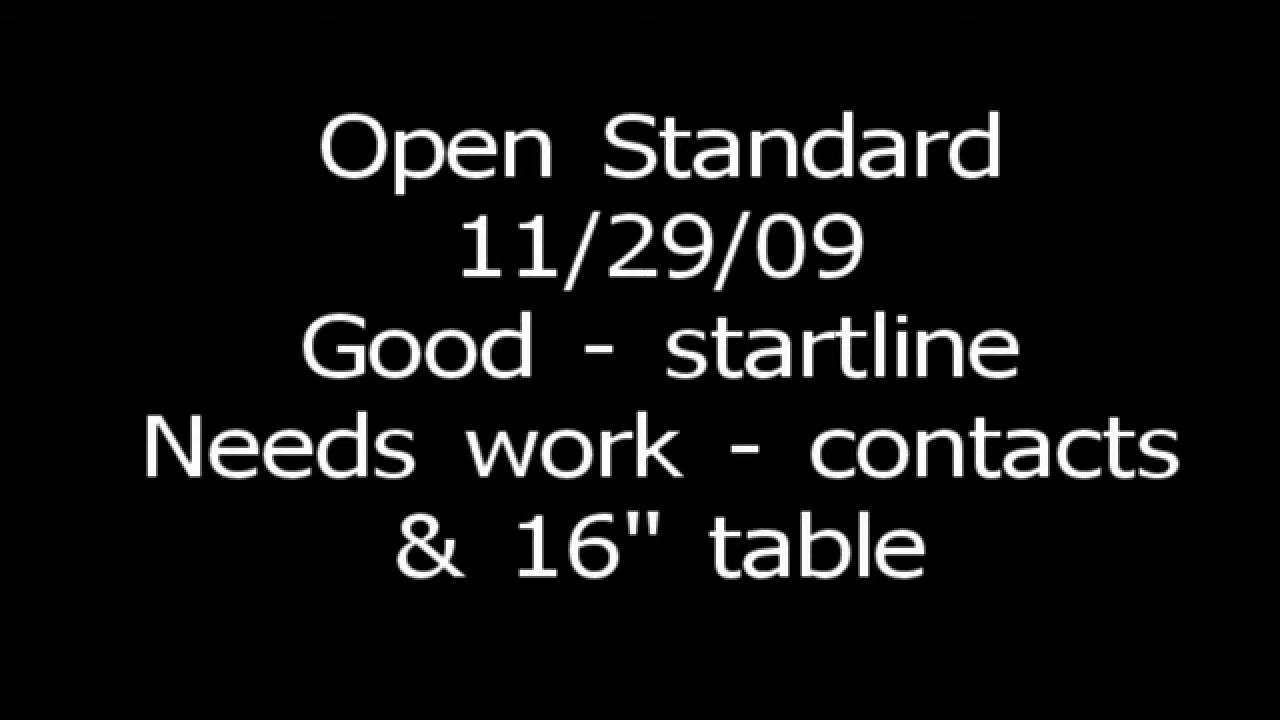 Open Standard
11/29/09
Good - startline
Needs work - contacts
& 16" table